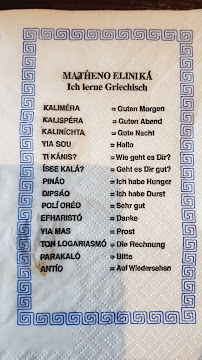 MATHENO ELINIKÁ
Ich lerne Griechisch
KALIMÉRA = Guten Morgen
KALISPÉRA = Guten Abend
KALINÍCHTA = Gute Nacht
YIA SOU = Hallo
TI KÁNIS? = Wie geht es Dir?
ÍSSE KALÁ? = Geht es Dir gut?
PINÁO = Ich habe Hunger
DIPSÁO = Ich habe Durst
POLÍ ORÉO = Sehr gut
EFHARISTÓ = Danke
YIA MAS = Prost
TON LOGARIASMÓ = Die Rechnung
PARAKALÓ = Bitte
ANTÍO = Auf Wiedersehen